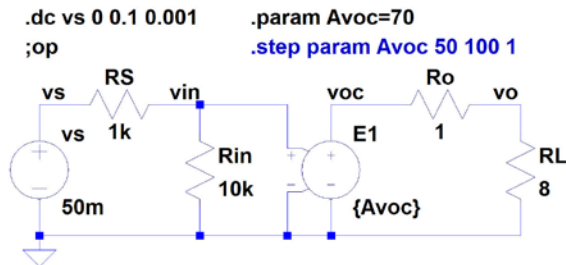 .dc vs 0 0.1 0.001
.param Avoc=70
;op
.step param Avoc 50 100 1
vs
RS
1k
vin
voc
Ro
1
vo
vs
50m
Rin
10k
+
-
E1
{Avoc}
RL
8